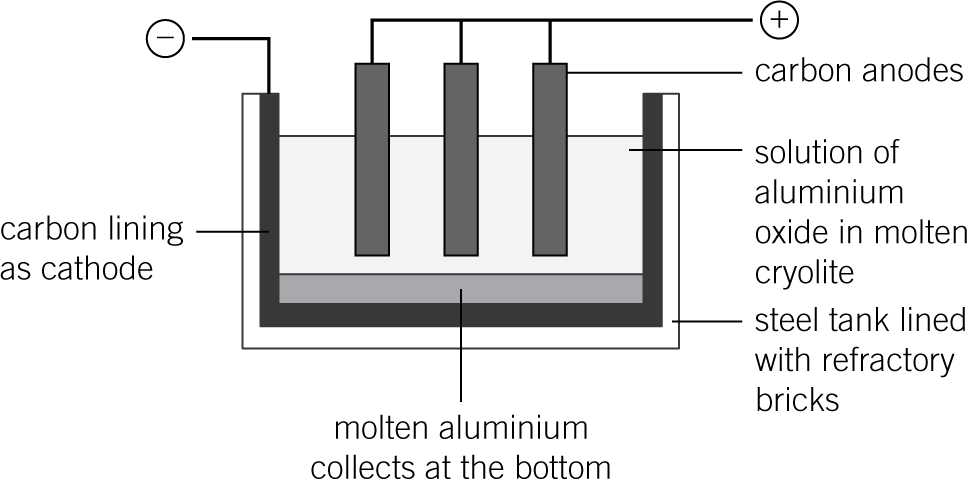 −
+
carbon anodes
solution of
aluminium
oxide in molten
cryolite
carbon lining
as cathode
steel tank lined
with refractory
bricks
molten aluminium
collects at the bottom